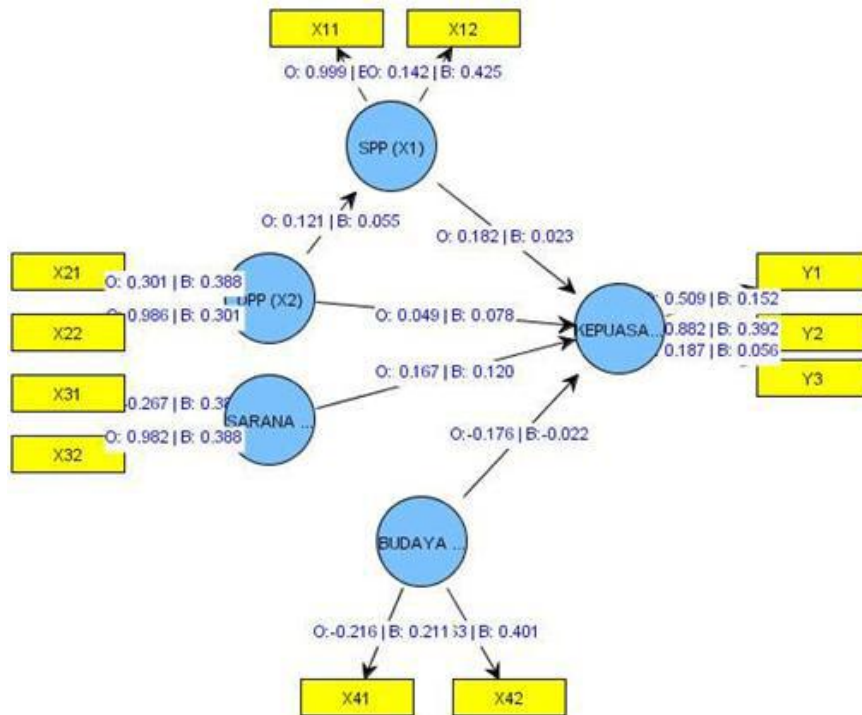 X11
X12
O: 0.999 | B
O: 0.142 | B: 0.425
SPP (X1)
O: 0.121 | B: 0.055
O: 0.182 | B: 0.023
X21
O: 0.301 | B: 0.388
DPP (X2)
X22
O: 0.986 | B: 0.301
O: 0.049 | B: 0.078
KEPUASA...
0.509 | B: 0.152
0.882 | B: 0.392
0.187 | B: 0.056
Y1
Y2
Y3
X31
-0.267 | B: 0.38
O: 0.167 | B: 0.120
SARANA ...
X32
O: 0.982 | B: 0.388
O:-0.176 | B:-0.022
BUDAYA ...
O:-0.216 | B: 0.211
53 | B: 0.401
X41
X42